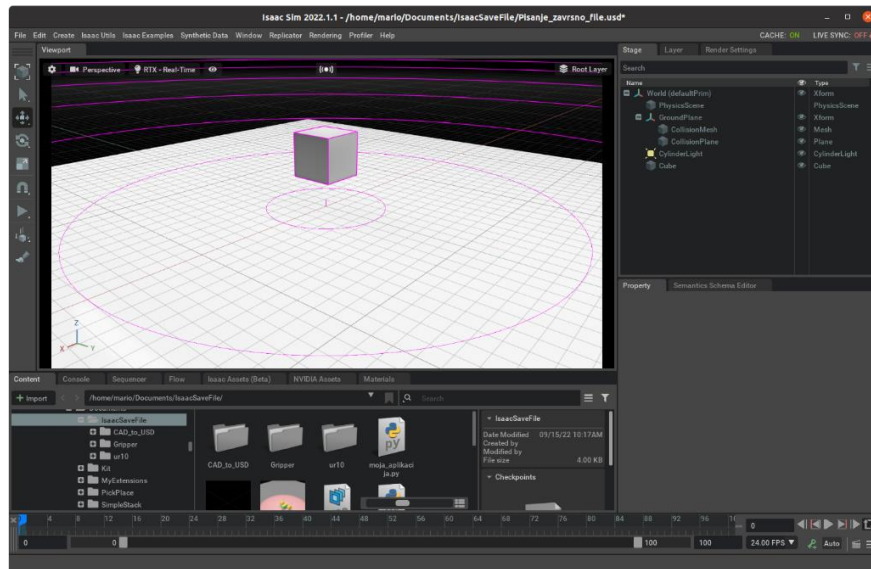 Isaac Sim 2022.1.1 - /home/mario/Documents/IsaacSaveFile/Pisanje_zavrsno_file.usd*
File Edit Create Isaac Utils Isaac Examples Synthetic Data Window Replicator Rendering Profiler Help CACHE: ON LIVE SYNC: OFF
Viewport
Stage Layer Render Settings
Perspective RTX - Real-Time Root Layer
Search
Name Type
World (defaultPrim) Xform
PhysicsScene PhysicsScene
GroundPlane Xform
CollisionMesh Mesh
CollisionPlane Plane
CylinderLight CylinderLight
Cube Cube
Property Semantics Schema Editor
Z
X Y
Content Console Sequencer Flow Isaac Assets (Beta) NVIDIA Assets Materials
+ Import /home/mario/Documents/IsaacSaveFile/ Search
IsaacSaveFile
CAD_to_USD
Gripper
ur10
Kit
MyExtensions
PickPlace
SimpleStack
CAD_to_USD Gripper ur10 moja_aplikaci
ja.py
IsaacSaveFile
Date Modified 09/15/22 10:17AM
Created by
Modified by
File size 4.00 KB
Checkpoints
4 8 12 16 20 24 28 32 36 40 44 48 52 56 60 64 68 72 76 80 84 88 92 96 0
0 0 100 100 24.00 FPS Auto